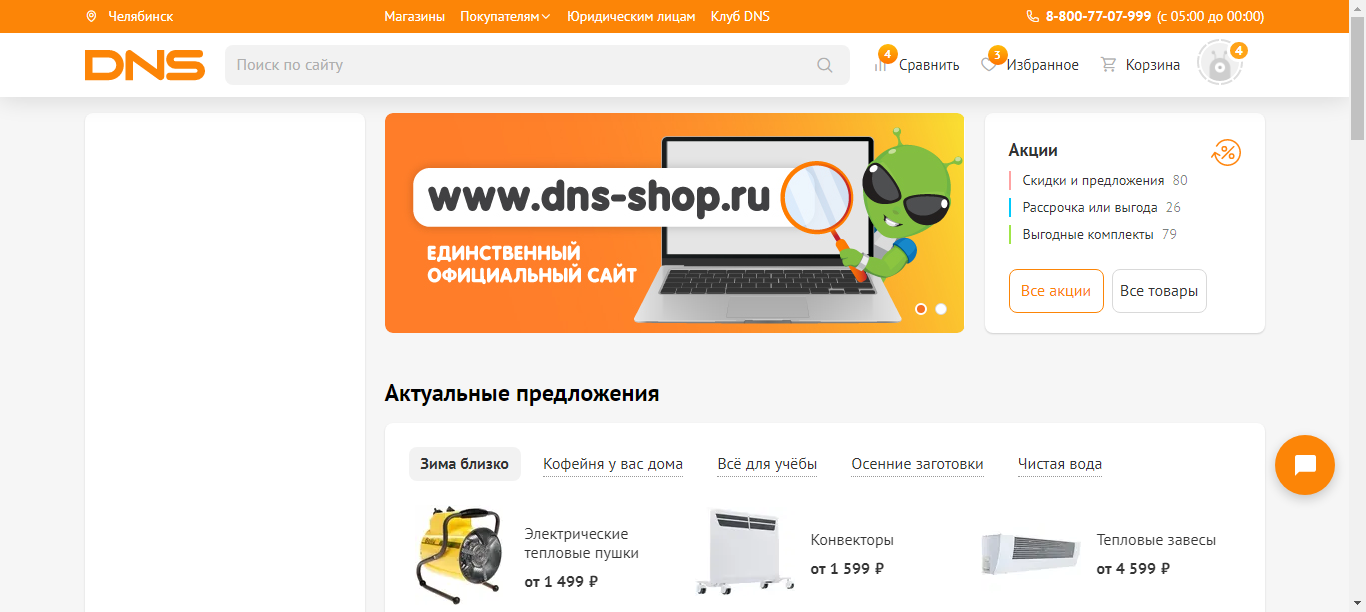 Челябинск
Магазины
Покупателям
Юридическим лицам
Клуб DNS
8-800-77-07-999 (с 05:00 до 00:00)
DNS
Поиск по сайту
4
Сравнить
3
Избранное
Корзина
4
www.dns-shop.ru
ЕДИНСТВЕННЫЙ
ОФИЦИАЛЬНЫЙ САЙТ
Акции
Скидки и предложения 80
Рассрочка или выгода 26
Выгодные комплекты 79
Все акции
Все товары
Актуальные предложения
Зима близко
Кофейня у вас дома
Всё для учёбы
Осенние заготовки
Чистая вода
Электрические
тепловые пушки
от 1 499 ₽
Конвекторы
от 1 599 ₽
Тепловые завесы
от 4 599 ₽